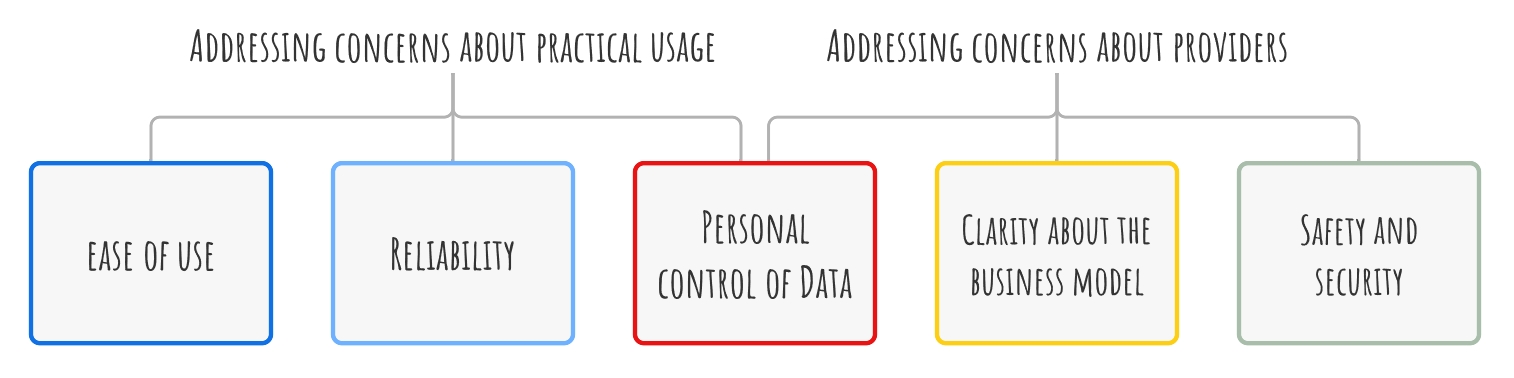 Addressing concerns about practical usage
Addressing concerns about providers
ease of use
Reliability
Personal
control of Data
Clarity about the
business model
Safety and
security